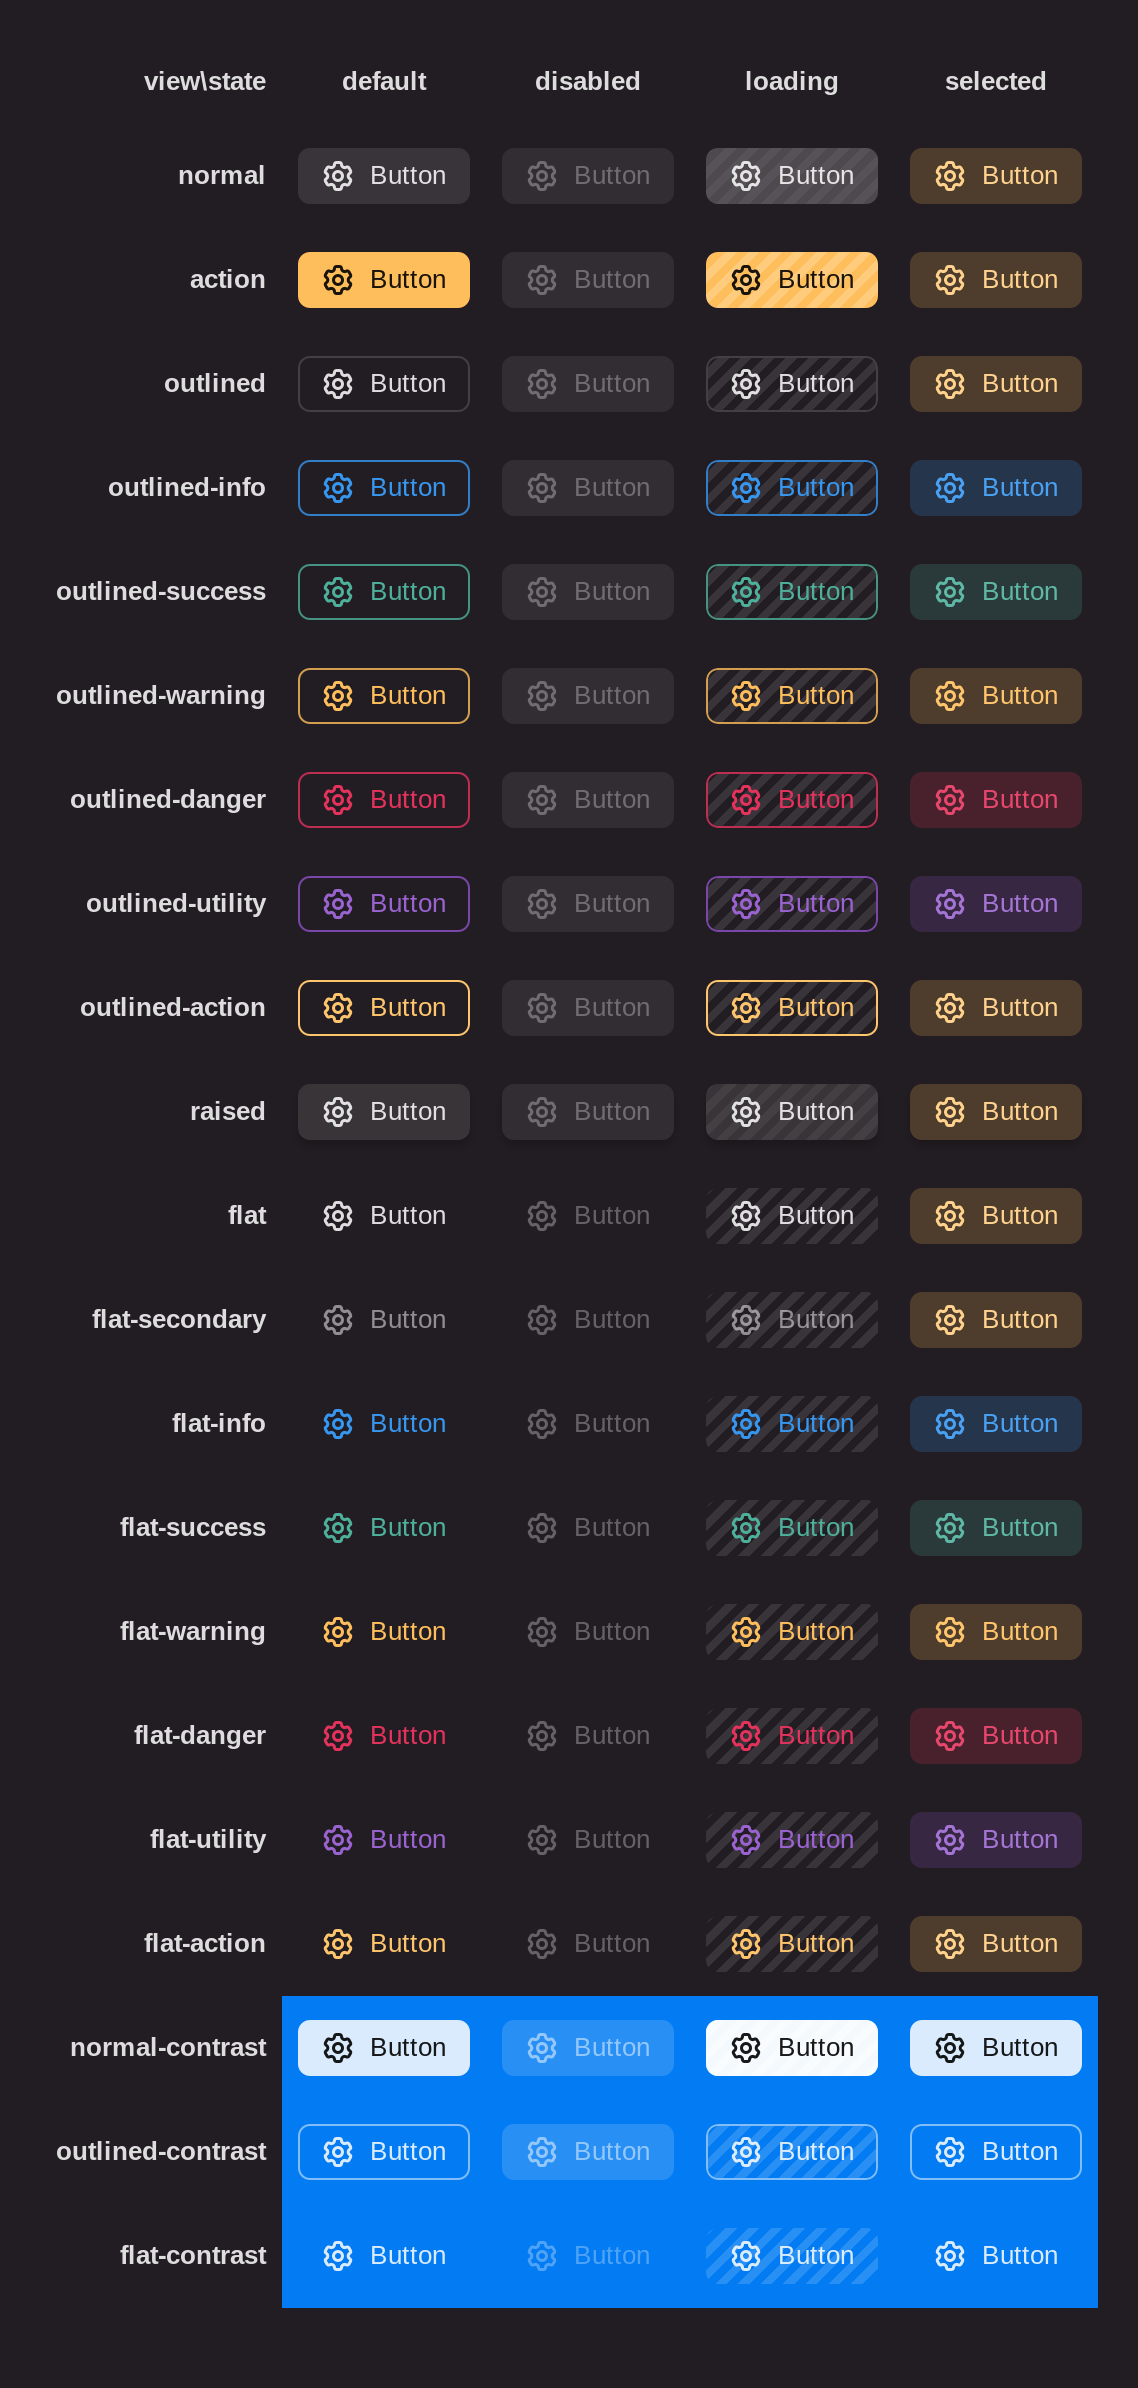 view\state default disabled loading selected
normal Button Button Button Button
action Button Button Button Button
outlined Button Button Button Button
outlined-info Button Button Button Button
outlined-success Button Button Button Button
outlined-warning Button Button Button Button
outlined-danger Button Button Button Button
outlined-utility Button Button Button Button
outlined-action Button Button Button Button
raised Button Button Button Button
flat Button Button Button Button
flat-secondary Button Button Button Button
flat-info Button Button Button Button
flat-success Button Button Button Button
flat-warning Button Button Button Button
flat-danger Button Button Button Button
flat-utility Button Button Button Button
flat-action Button Button Button Button
normal-contrast Button Button Button Button
outlined-contrast Button Button Button Button
flat-contrast Button Button Button Button